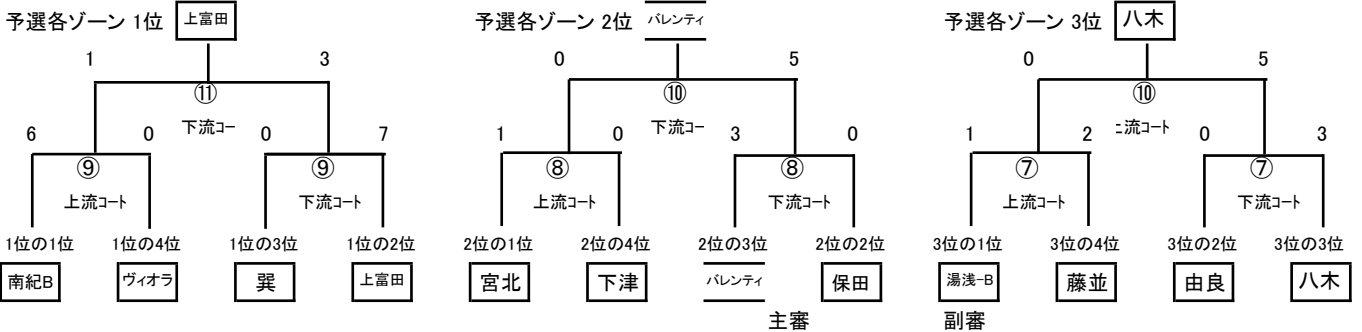 予選各ゾーン 1位 上富田 予選各ゾーン 2位 バレンティ 予選各ゾーン 3位 八木
1 3 0 5 0 5
⑪ ⑩ ⑩
下流コー 下流コー 上流コート
6 0 0 7 1 0 3 0 1 2 0 3
⑨ ⑨ ⑧ ⑧ ⑦ ⑦
上流コート 下流コート 上流コート 下流コート 上流コート 下流コート
1位の1位 1位の4位 1位の3位 1位の2位 2位の1位 2位の4位 2位の3位 2位の2位 3位の1位 3位の4位 3位の2位 3位の3位
南紀B ヴィオラ 巽 上富田 宮北 下津 バレンティ 保田 湯浅-B 藤並 由良 八木
主審 副審